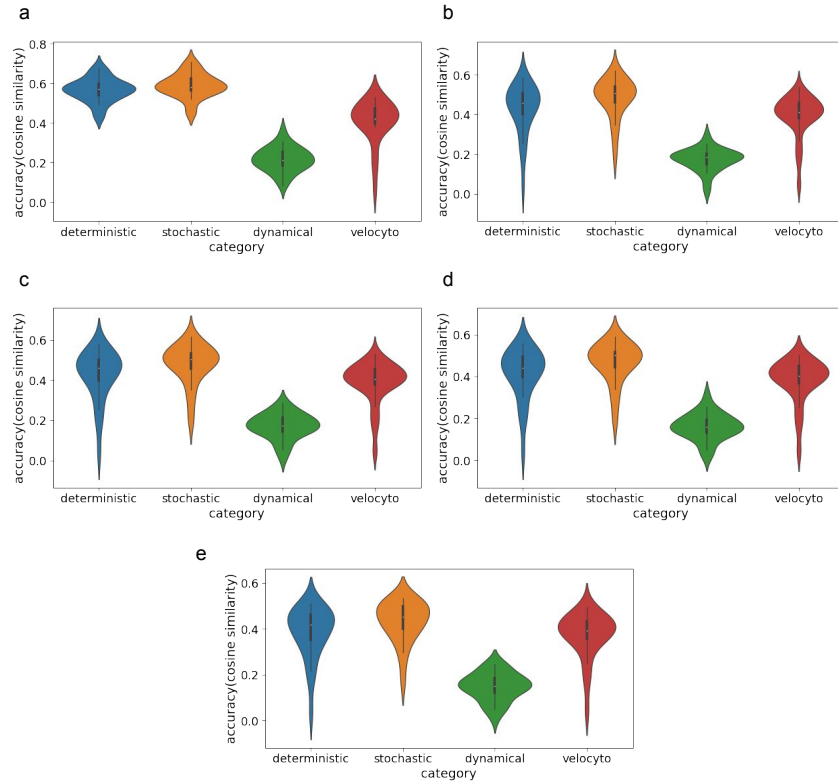 a
accuracy(cosine similarity)
0.8
0.6
0.4
0.2
0.0
deterministic stochastic dynamical velocyto
category
b
accuracy(cosine similarity)
0.6
0.4
0.2
0.0
deterministic stochastic dynamical velocyto
category
c
accuracy(cosine similarity)
0.6
0.4
0.2
0.0
deterministic stochastic dynamical velocyto
category
d
accuracy(cosine similarity)
0.6
0.4
0.2
0.0
deterministic stochastic dynamical velocyto
category
e
accuracy(cosine similarity)
0.6
0.4
0.2
0.0
deterministic stochastic dynamical velocyto
category